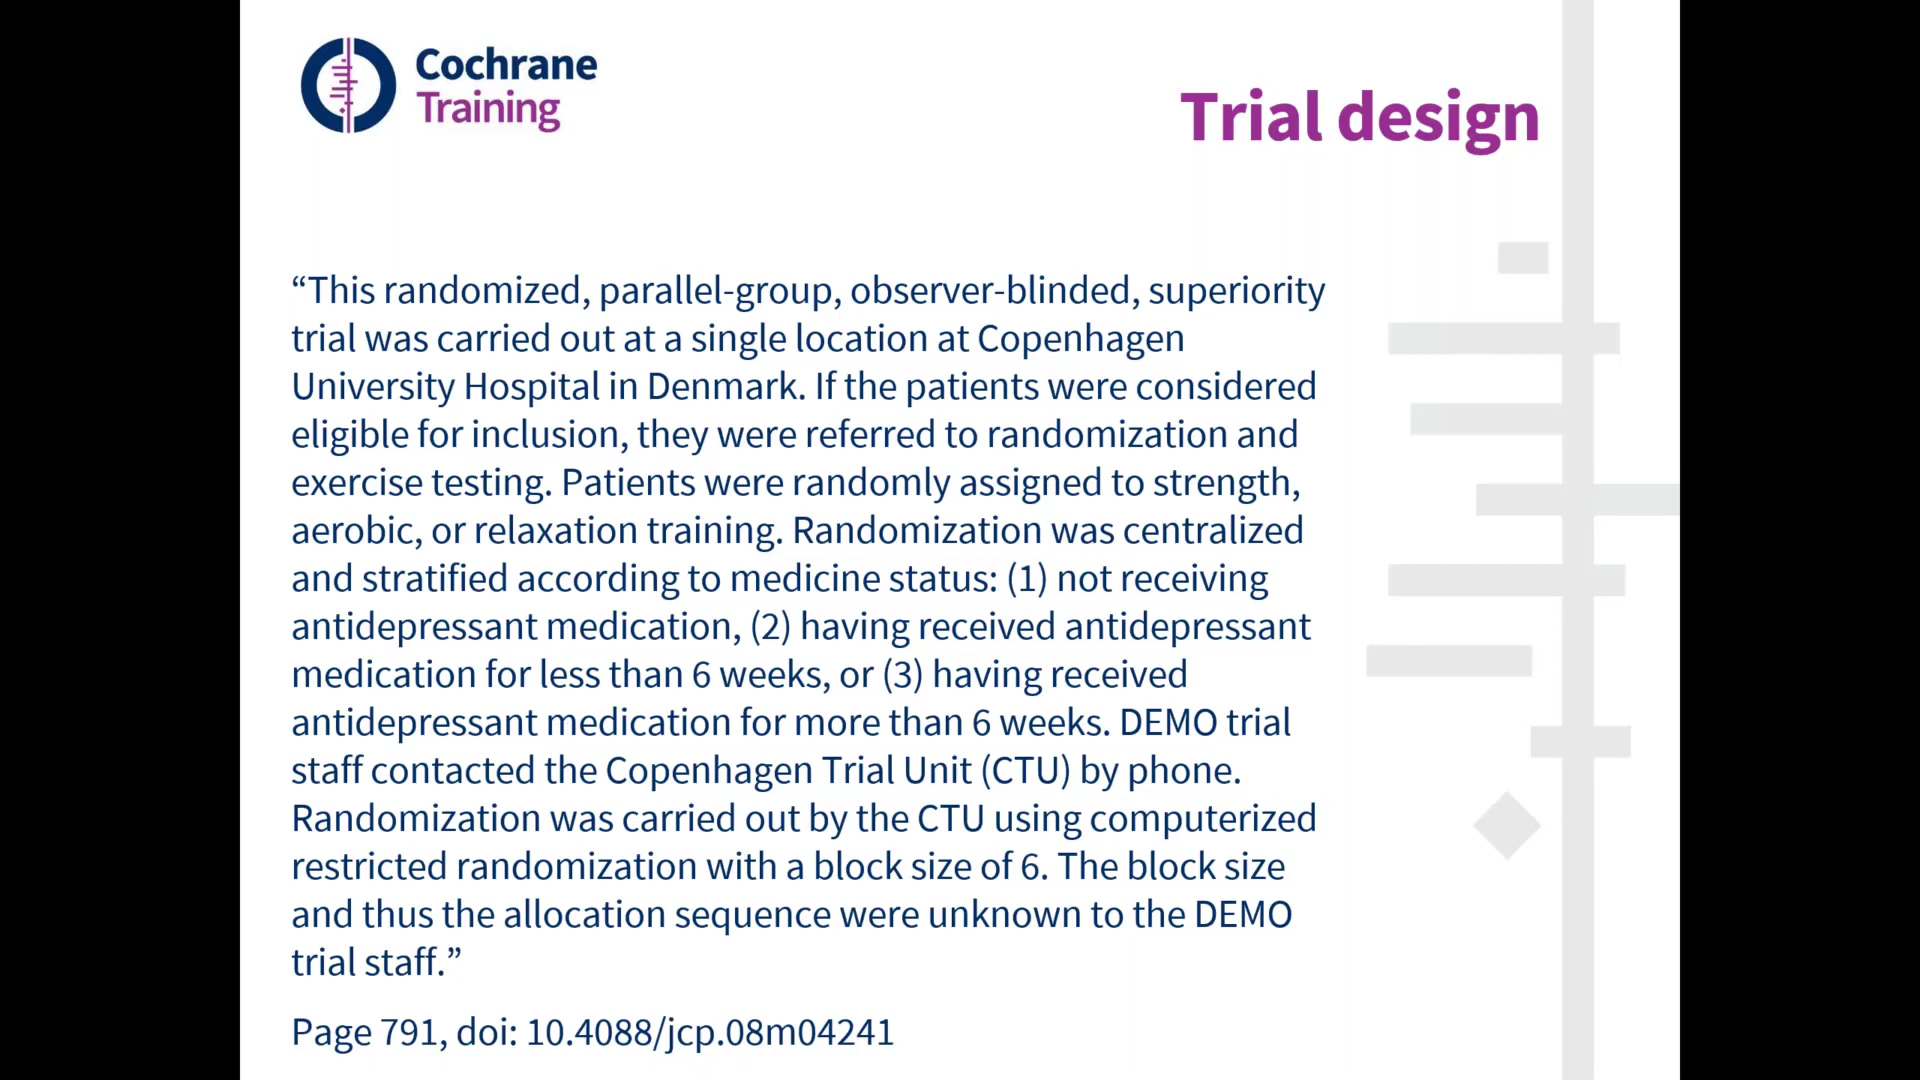 Cochrane
Training
Trial design
“This randomized, parallel-group, observer-blinded, superiority
trial was carried out at a single location at Copenhagen
University Hospital in Denmark. If the patients were considered
eligible for inclusion, they were referred to randomization and
exercise testing. Patients were randomly assigned to strength,
aerobic, or relaxation training. Randomization was centralized
and stratified according to medicine status: (1) not receiving
antidepressant medication, (2) having received antidepressant
medication for less than 6 weeks, or (3) having received
antidepressant medication for more than 6 weeks. DEMO trial
staff contacted the Copenhagen Trial Unit (CTU) by phone.
Randomization was carried out by the CTU using computerized
restricted randomization with a block size of 6. The block size
and thus the allocation sequence were unknown to the DEMO
trial staff.”
Page 791, doi: 10.4088/jcp.08m04241